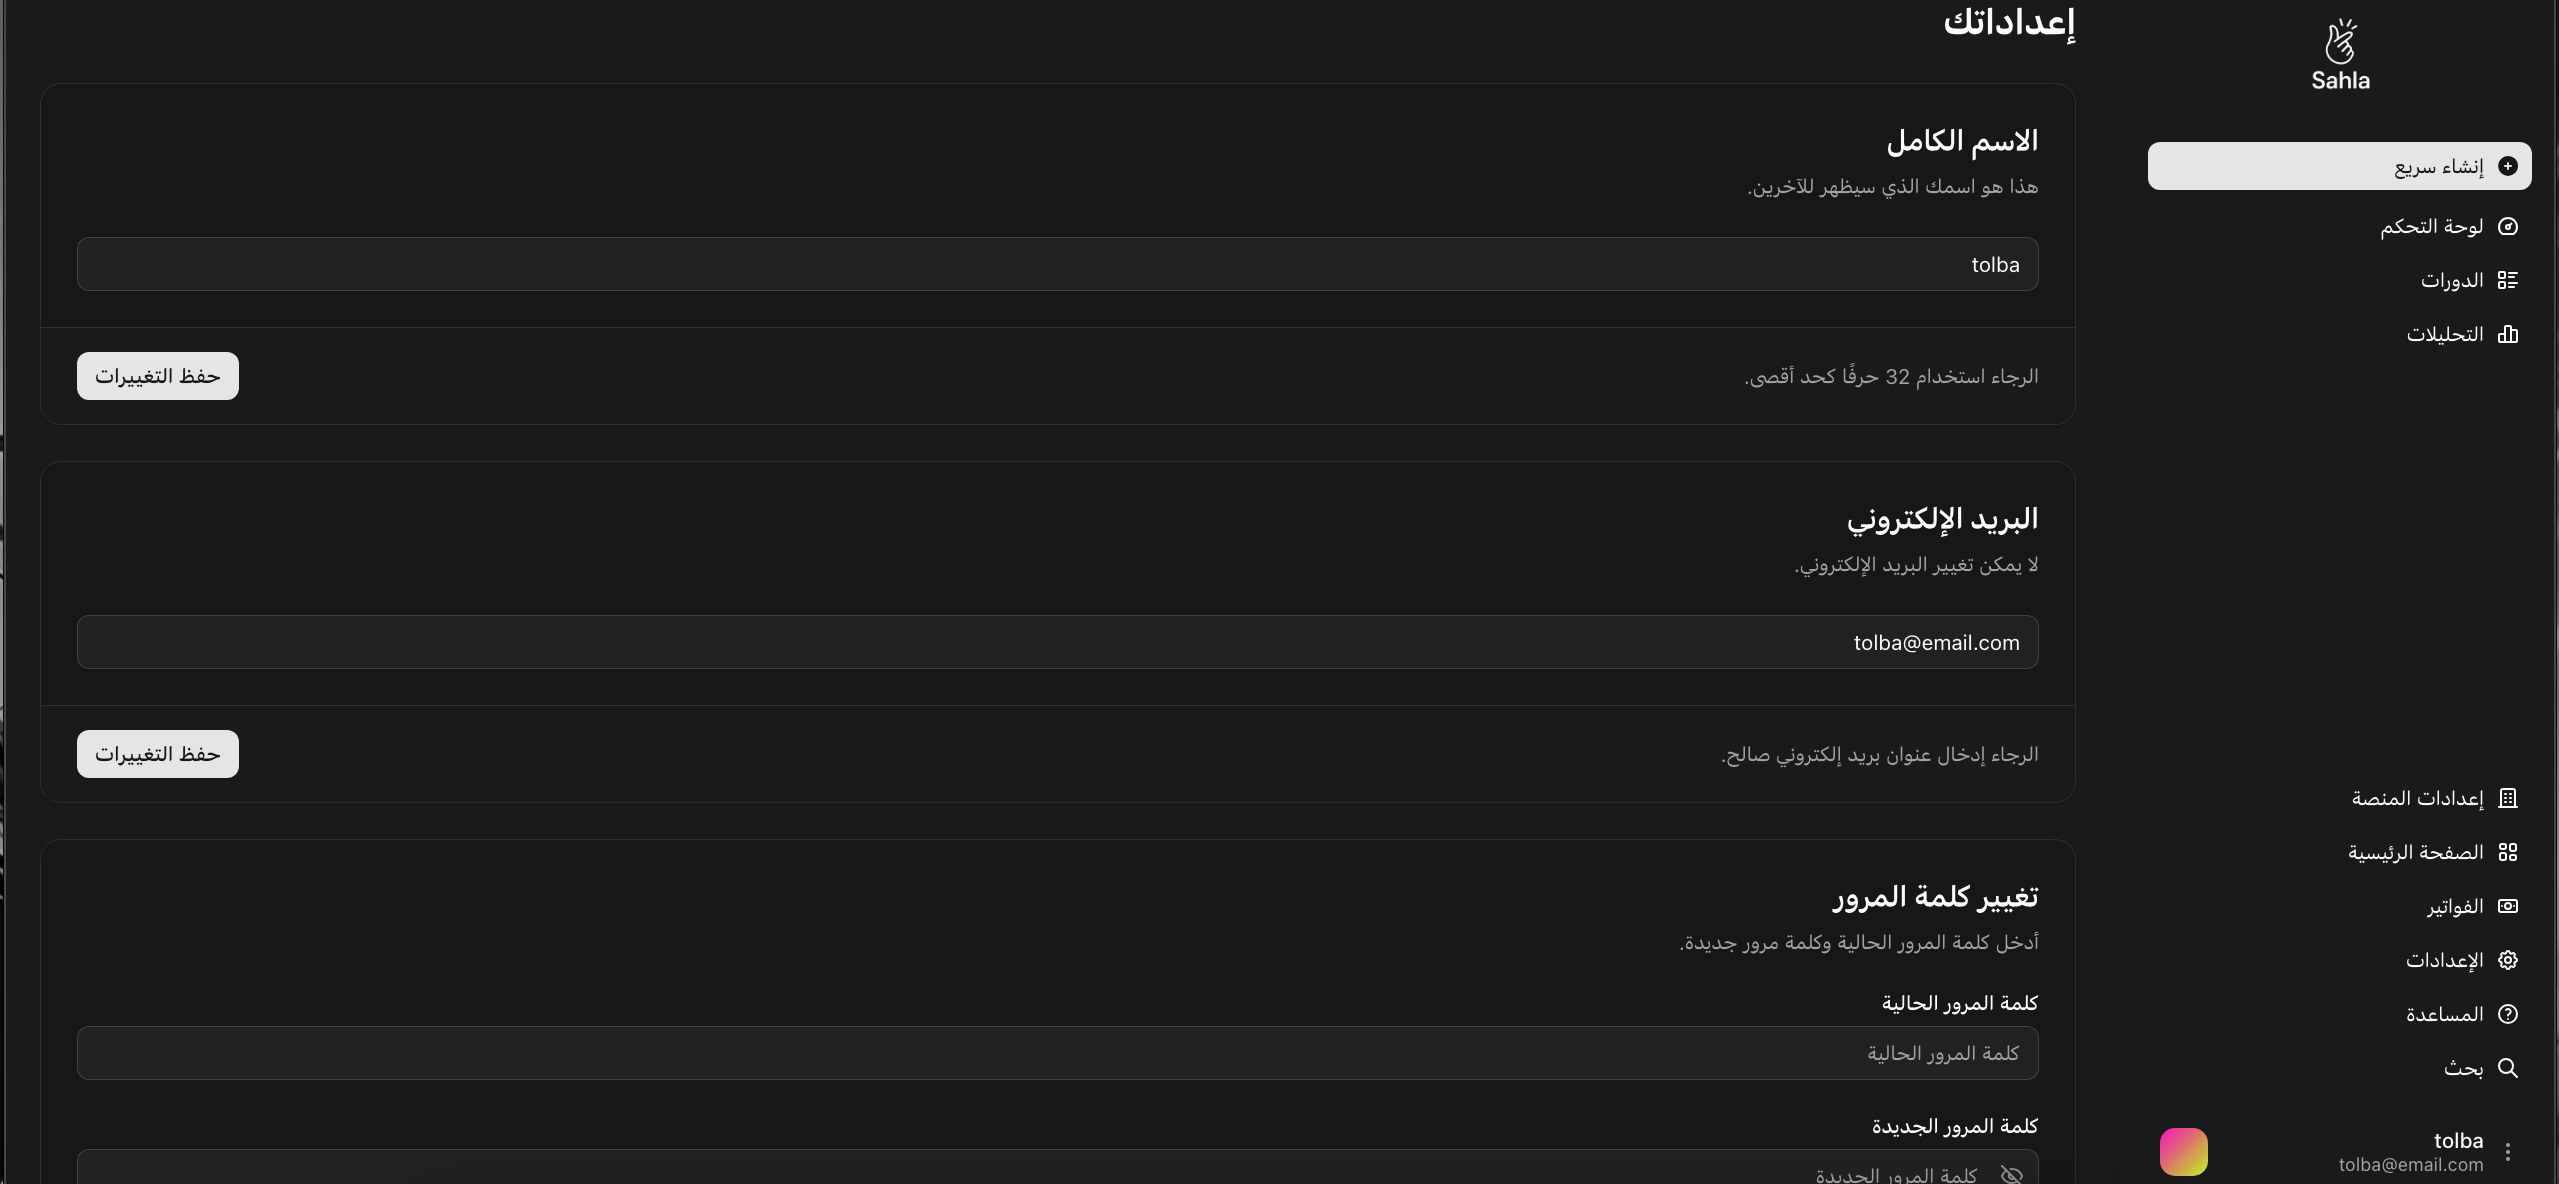 Sahla
إنشاء سريع
لوحة التحكم
الدورات
التحليلات
إعدادات المنصة
الصفحة الرئيسية
الفواتير
الإعدادات
المساعدة
بحث
tolba
tolba@email.com
إعداداتك
الاسم الكامل
هذا هو اسمك الذي سيظهر للآخرين.
tolba
الرجاء استخدام 32 حرفًا كحد أقصى.
حفظ التغييرات
البريد الإلكتروني
لا يمكن تغيير البريد الإلكتروني.
tolba@email.com
الرجاء إدخال عنوان بريد إلكتروني صالح.
حفظ التغييرات
تغيير كلمة المرور
أدخل كلمة المرور الحالية وكلمة مرور جديدة.
كلمة المرور الحالية
كلمة المرور الحالية
كلمة المرور الجديدة
كلمة المرور الجديدة